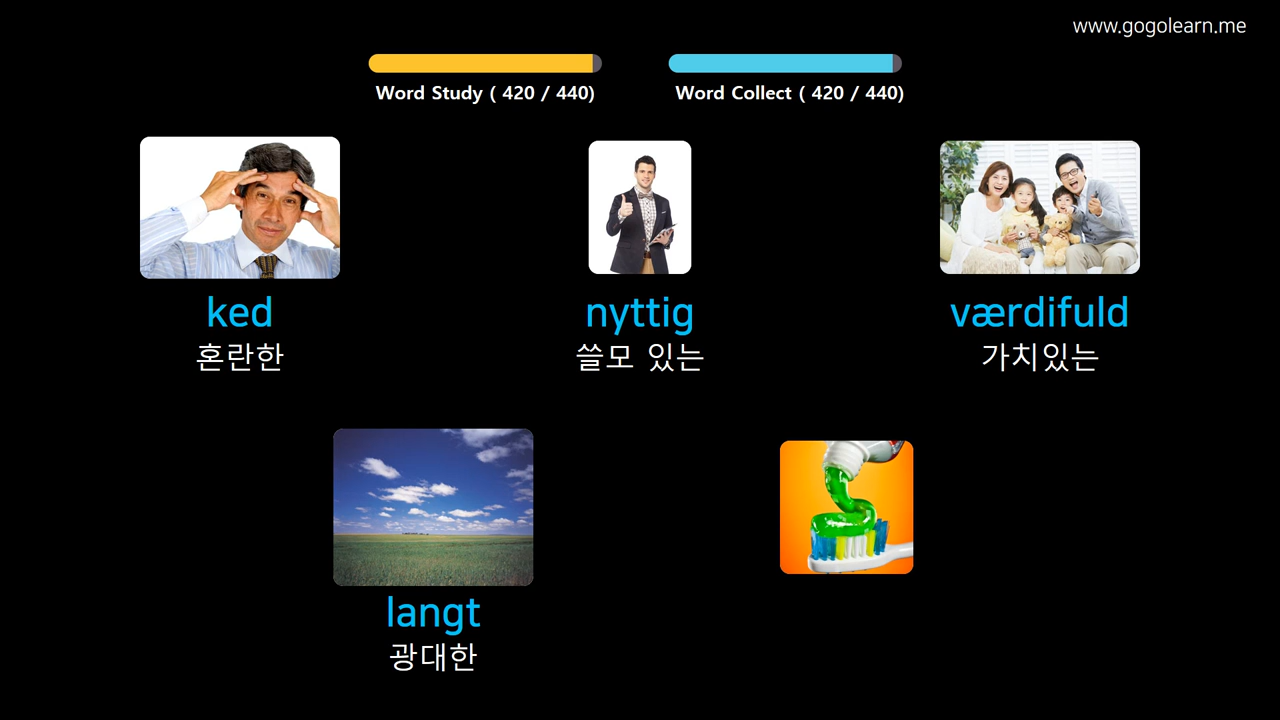 www.gogolearn.me
Word Study ( 420 / 440)
Word Collect ( 420 / 440)
ked
혼란한
nyttig
쓸모 있는
værdifuld
가치있는
langt
광대한